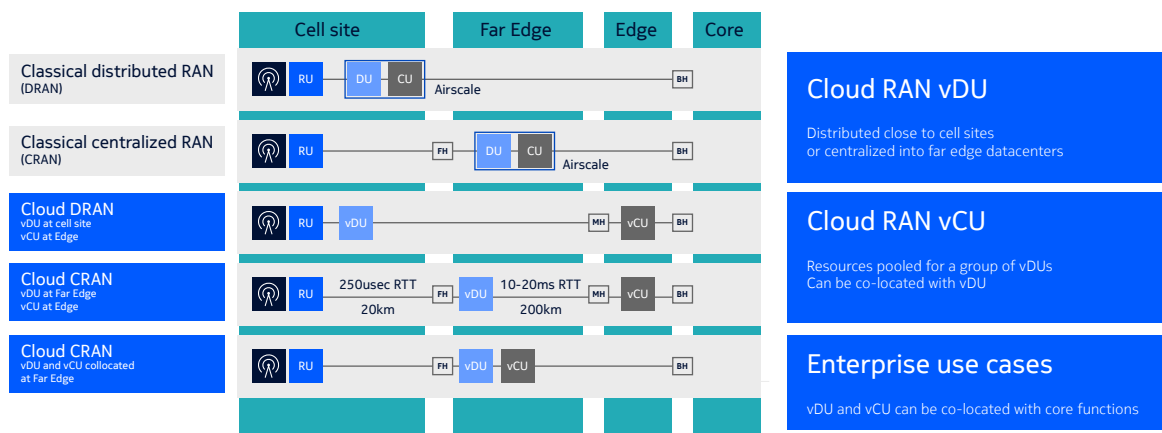 Cell site
Far Edge
Edge
Core
Classical distributed RAN
(DRAN)
RU
DU
CU
Airscale
BH
Classical centralized RAN
(CRAN)
RU
FH
DU
CU
Airscale
BH
Cloud DRAN
vDU at cell site
vCU at Edge
RU
vDU
MH
vCU
BH
Cloud CRAN
vDU at Far Edge
vCU at Edge
RU
250usec RTT
20km
FH
vDU
10-20ms RTT
200km
MH
vCU
BH
Cloud CRAN
vDU and vCU collocated
at Far Edge
RU
FH
vDU
vCU
BH
Cloud RAN vDU
Distributed close to cell sites
or centralized into far edge datacenters
Cloud RAN vCU
Resources pooled for a group of vDUs
Can be co-located with vDU
Enterprise use cases
vDU and vCU can be co-located with core functions